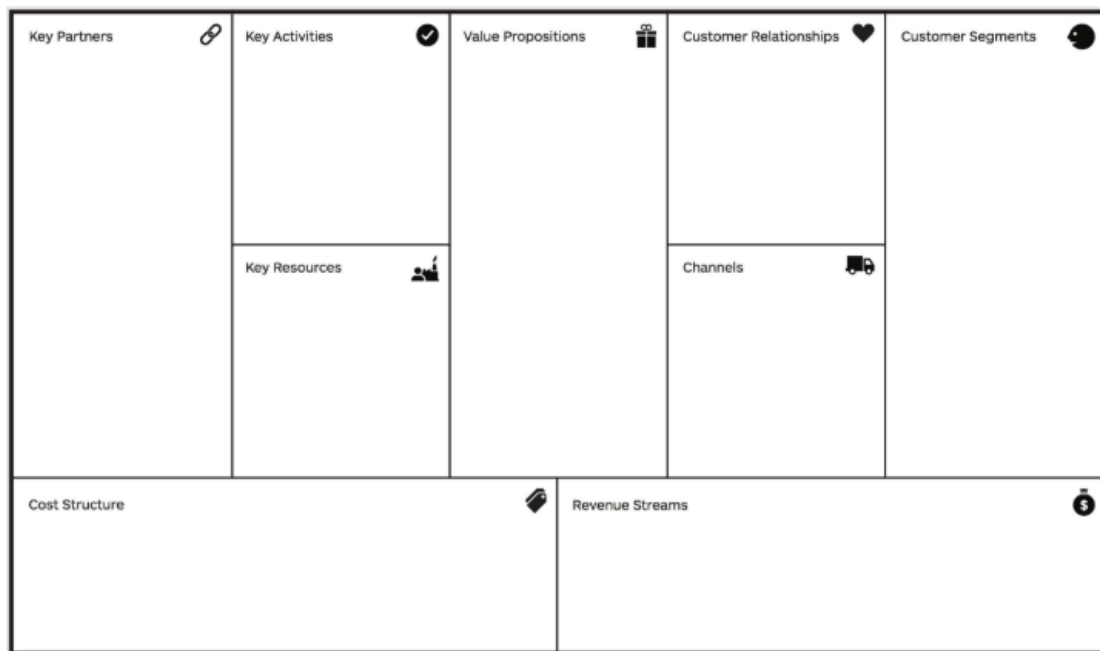 Key Partners
Key Activities
Value Propositions
Customer Relationships
Customer Segments
Key Resources
Channels
Cost Structure
Revenue Streams
$